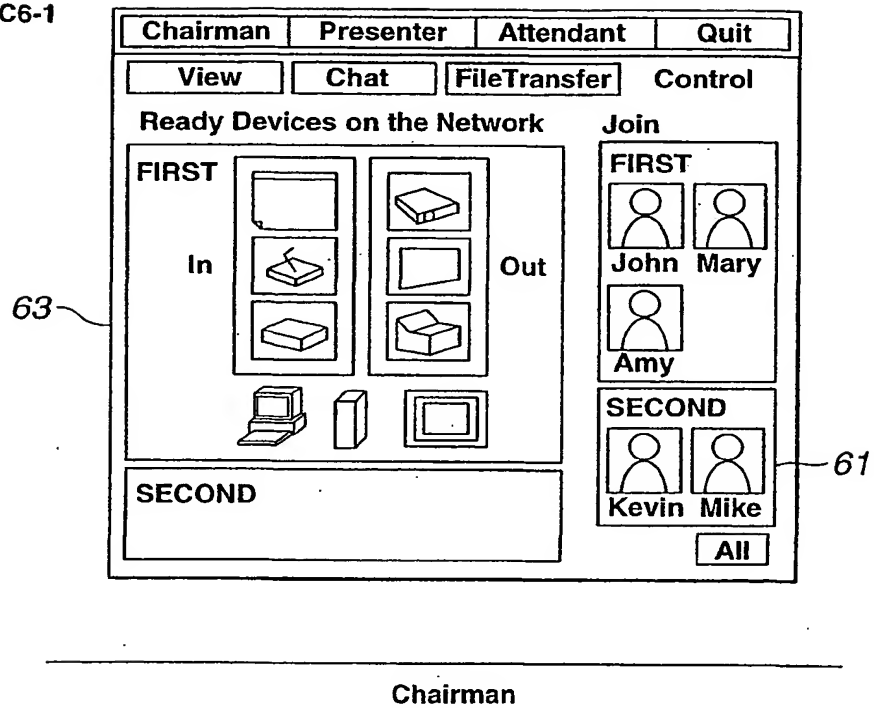 C6-1
Chairman Presenter Attendant Quit
View Chat FileTransfer Control
Ready Devices on the Network
Join
FIRST
In
Out
FIRST
John Mary
Amy
63
SECOND
SECOND
Kevin Mike
61
All
Chairman